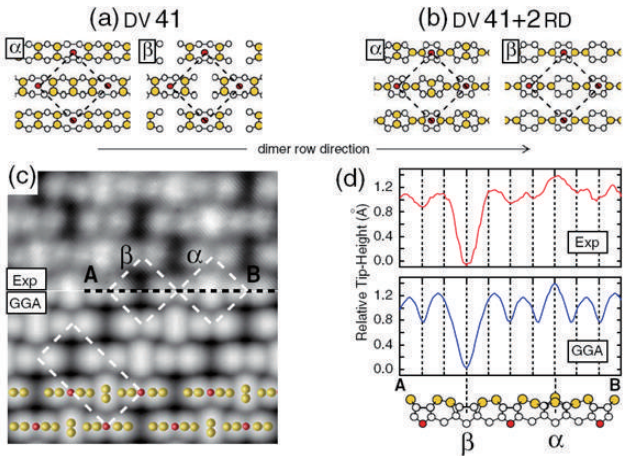 (a) DV 41
(b) DV 41+2 RD
α
β
α
β
dimer row direction
(c)
β
α
A
B
Exp
GGA
(d)
Relative Tip-Height (Å)
1.2
0.8
0.4
0.0
Exp
1.2
0.8
0.4
0.0
GGA
A
B
β
α